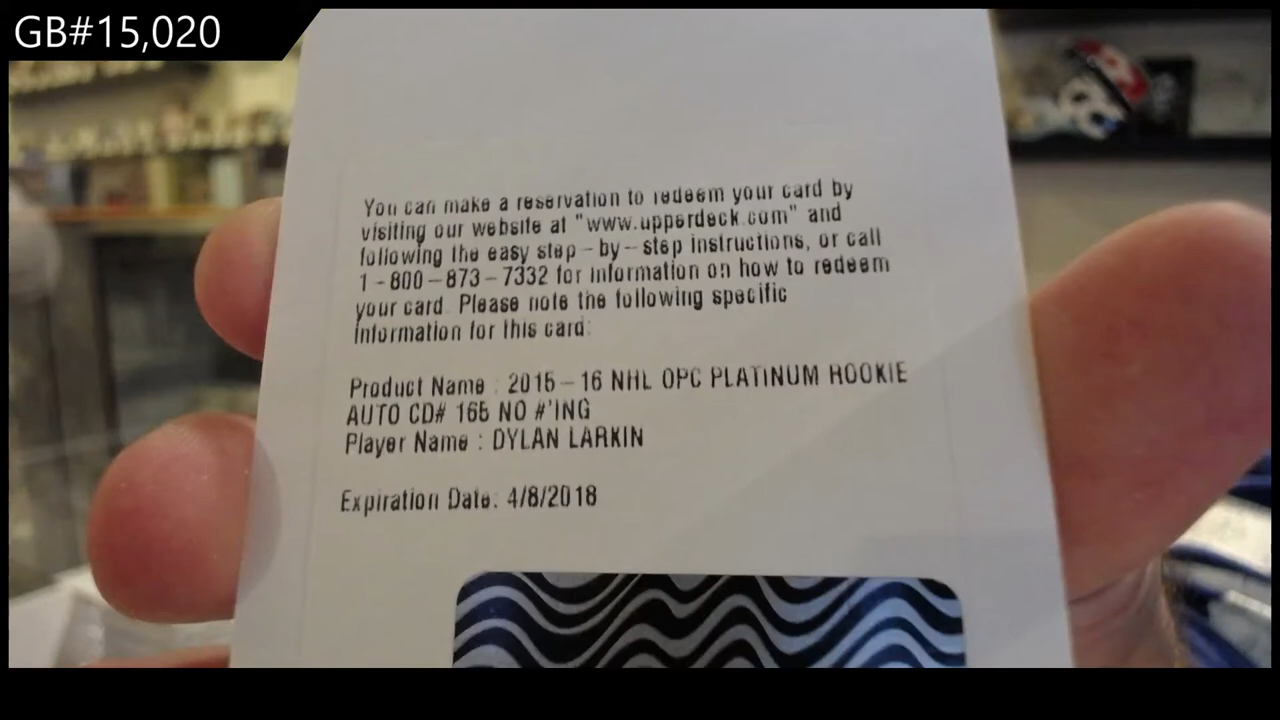 GB#15,020
You can make a reservation to redeem your card by
visiting our website at "www.upperdeck.com" and
following the easy step-by-step instructions, or call
1-800-873-7332 for information on how to redeem
your card. Please note the following specific
information for this card:
Product Name : 2015-16 NHL OPC PLATINUM ROOKIE
AUTO CD# 165 NO #'ING
Player Name : DYLAN LARKIN
Expiration Date: 4/8/2018